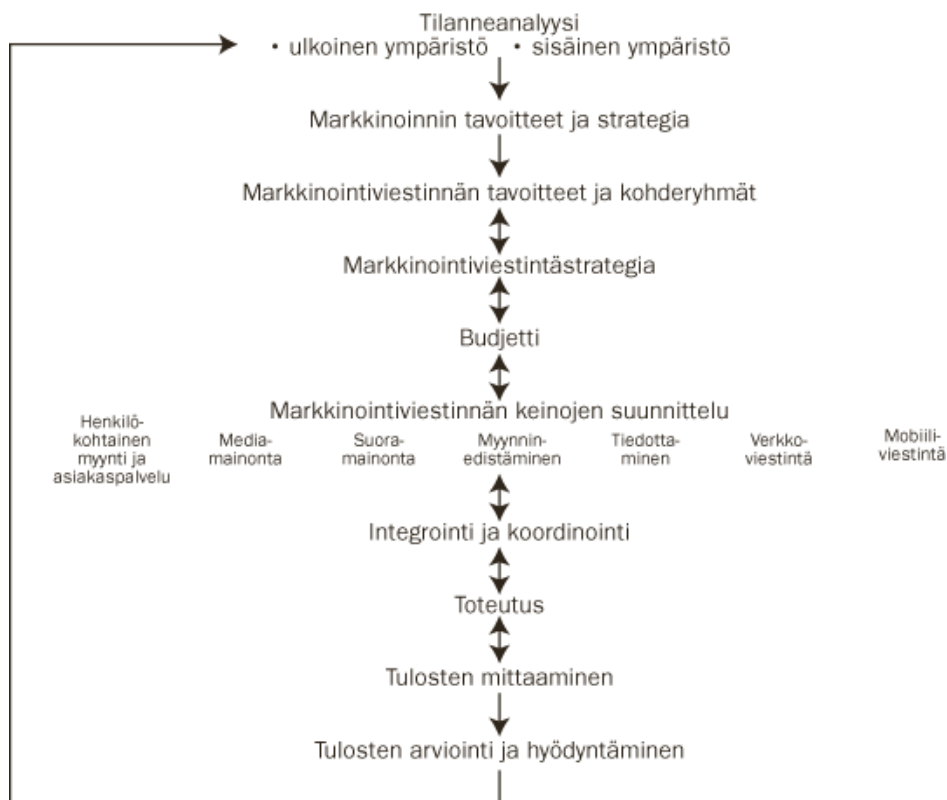 Tilanneanalyysi
• ulkoinen ympäristö • sisäinen ympäristö
Markkinoinnin tavoitteet ja strategia
Markkinointiviestinnän tavoitteet ja kohderyhmät
Markkinointiviestintästrategia
Budjetti
Markkinointiviestinnän keinojen suunnittelu
Henkilö-
kohtainen
myynti ja
asiakaspalvelu
Media-
mainonta
Suora-
mainonta
Myynnin-
edistäminen
Tiedotta-
minen
Verkko-
viestintä
Mobiili-
viestintä
Integrointi ja koordinointi
Toteutus
Tulosten mittaaminen
Tulosten arviointi ja hyödyntäminen